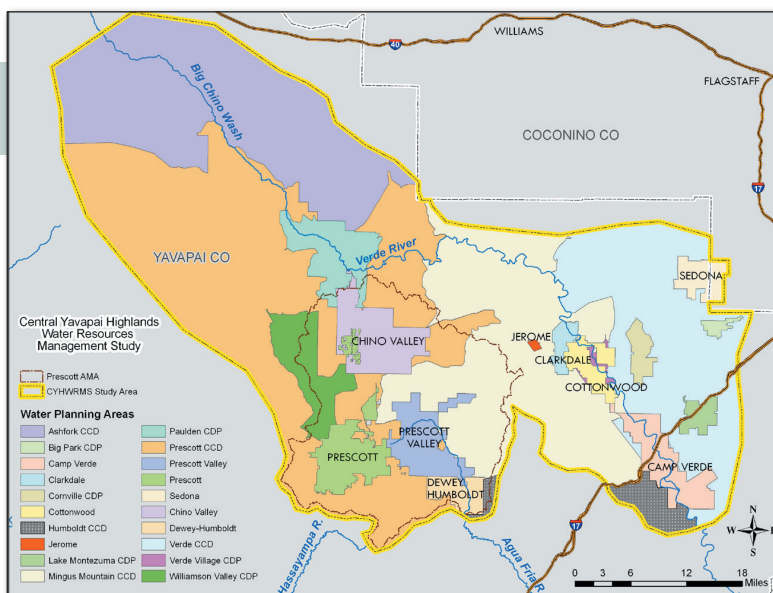 WILLIAMS
40
FLAGSTAFF
COCONINO CO
17
Big Chino Wash
Verde River
YAVAPAI CO
SEDONA
Central Yavapai Highlands
Water Resources
Management Study
CHINO VALLEY
JEROME
CLARKDALE
COTTONWOOD
Prescott AMA
CYHWRMS Study Area
Water Planning Areas
Ashfork CCD
Big Park CDP
Camp Verde
Clarkdale
Cornville CDP
Cottonwood
Humboldt CCD
Jerome
Lake Montezuma CDP
Mingus Mountain CCD
Paulden CDP
Prescott CCD
Prescott Valley
Prescott
Sedona
Chino Valley
Dewey-Humboldt
Verde CCD
Verde Village CDP
Williamson Valley CDP
PRESCOTT
VALLEY
PRESCOTT
DEWEY
HUMBOLDT
CAMP VERDE
17
Hassayampa R.
Agua Fria R.
N
W
E
S
0 3 6 12 18
Miles